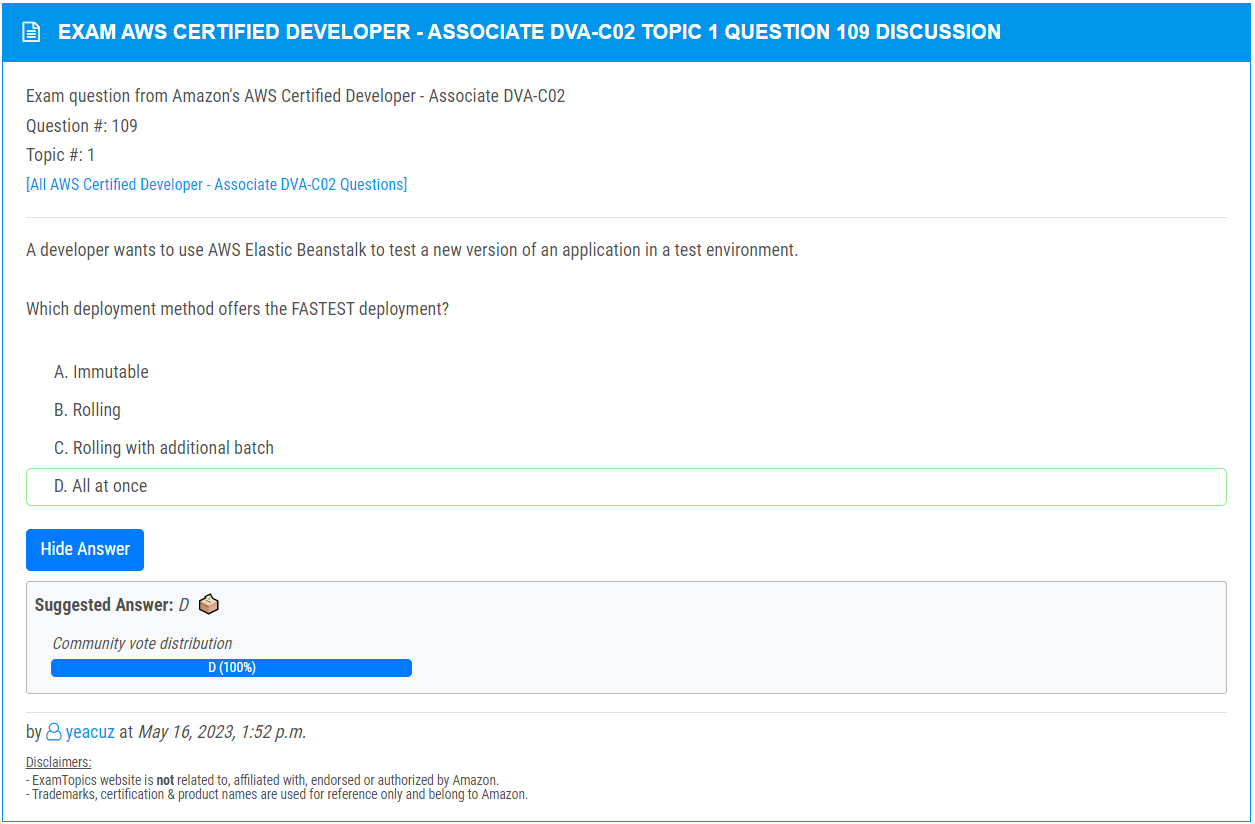 EXAM AWS CERTIFIED DEVELOPER - ASSOCIATE DVA-C02 TOPIC 1 QUESTION 109 DISCUSSION
Exam question from Amazon's AWS Certified Developer - Associate DVA-C02
Question #: 109
Topic #: 1
[All AWS Certified Developer - Associate DVA-C02 Questions]
A developer wants to use AWS Elastic Beanstalk to test a new version of an application in a test environment.
Which deployment method offers the FASTEST deployment?
A. Immutable
B. Rolling
C. Rolling with additional batch
D. All at once
Hide Answer
Suggested Answer: D
Community vote distribution
D (100%)
by yeacuz at May 16, 2023, 1:52 p.m.
Disclaimers:
- ExamTopics website is not related to, affiliated with, endorsed or authorized by Amazon.
- Trademarks, certification & product names are used for reference only and belong to Amazon.